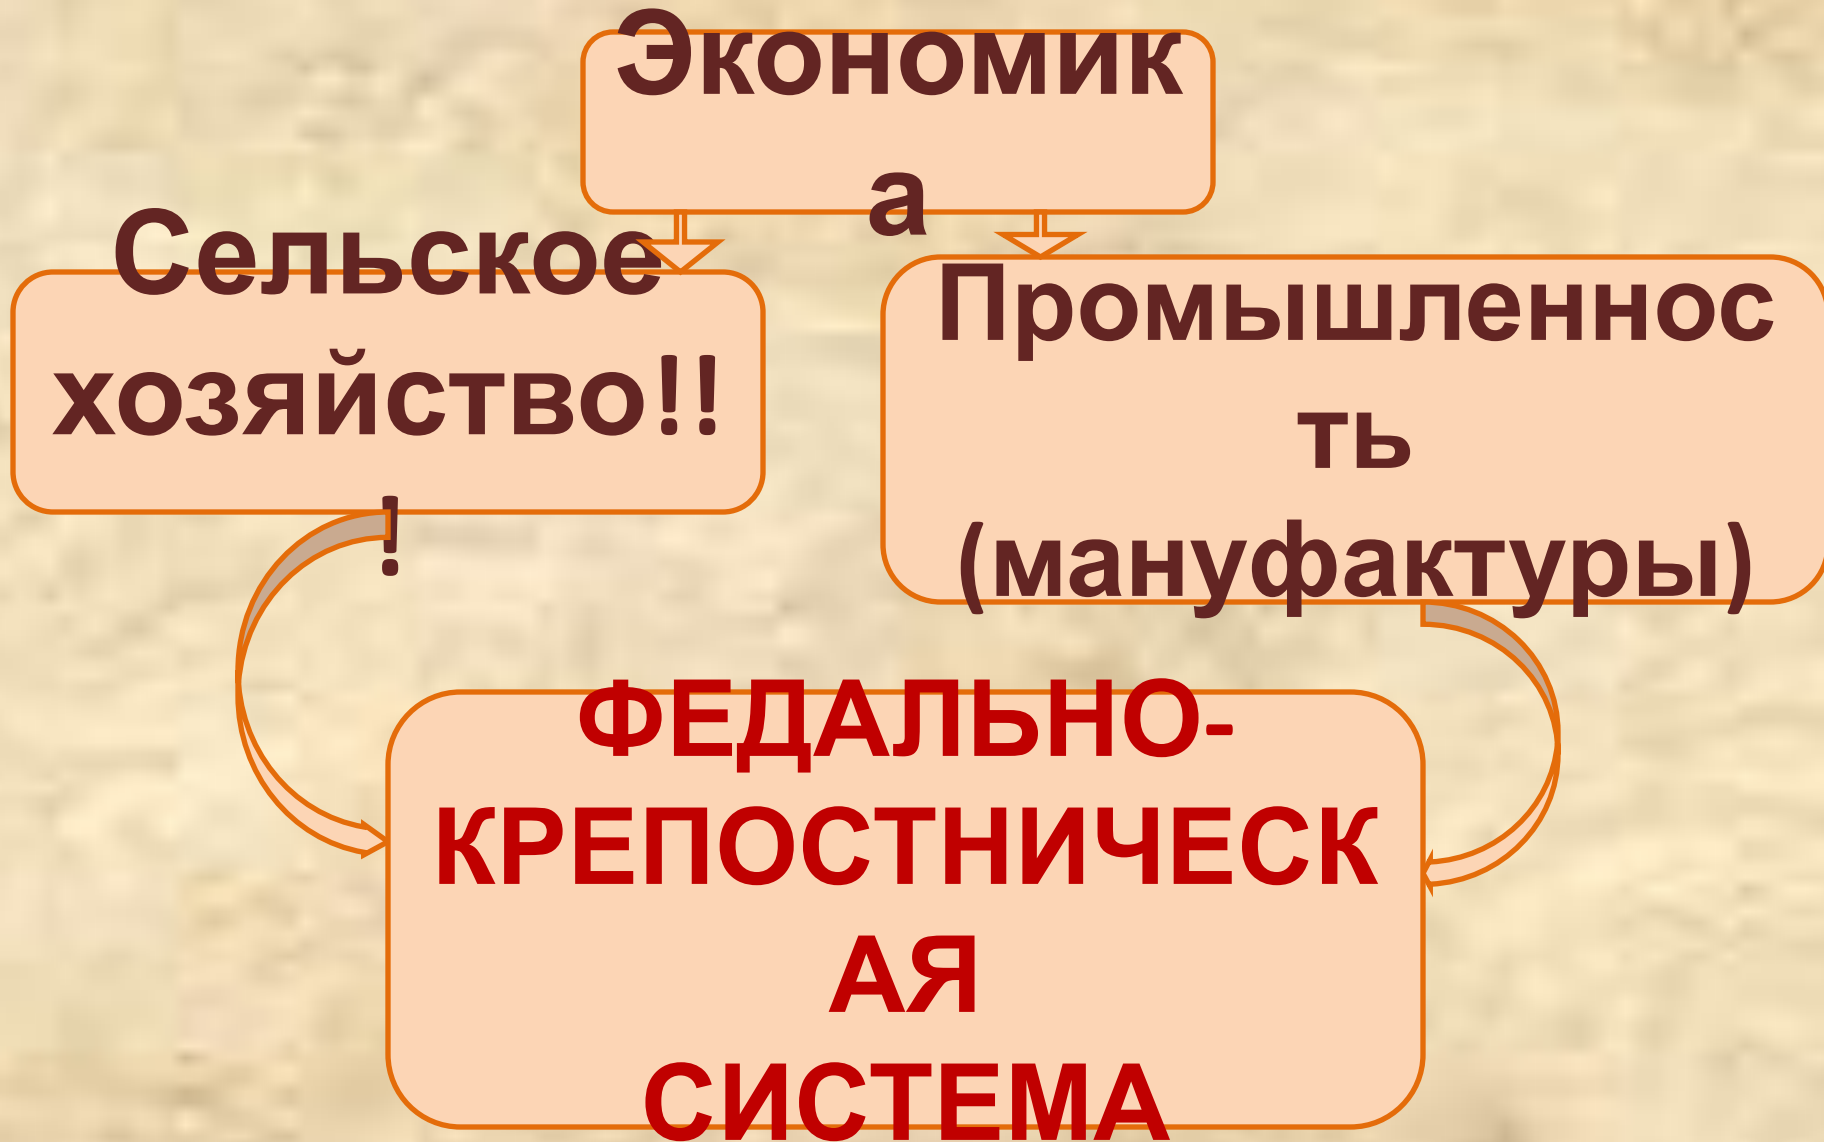 Экономик
а
Сельское
хозяйство!!
!
Промышленнос
ть
(мануфактуры)
ФЕДАЛЬНО-
КРЕПОСТНИЧЕСК
АЯ
СИСТЕМА